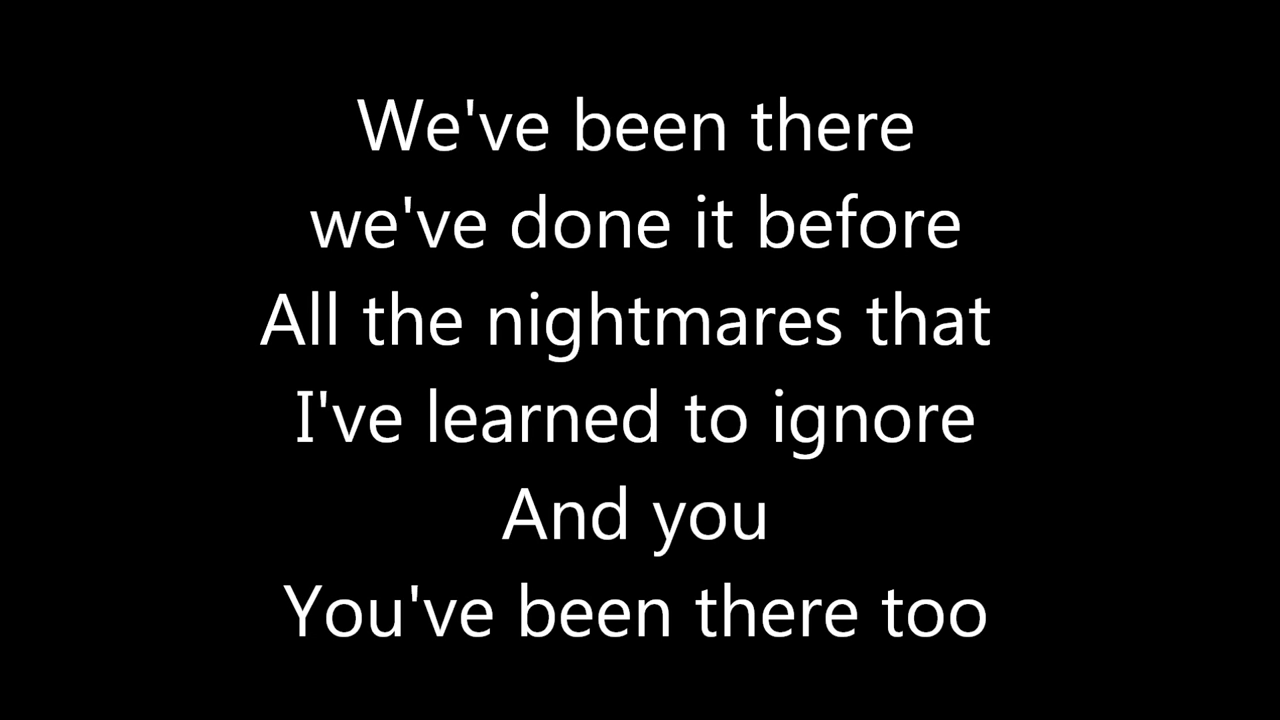 We've been there
we've done it before
All the nightmares that
I've learned to ignore
And you
You've been there too